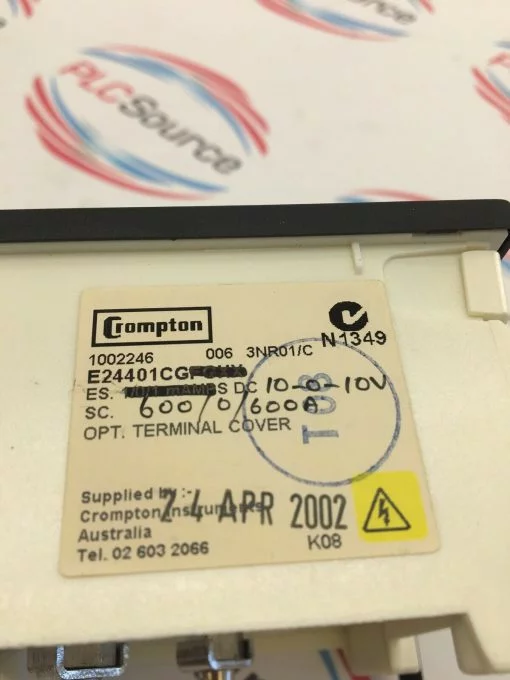 PLCSource
PLCSource
Crompton
N1349
1002246 006 3NR01/C
E24401CG
ES. S DC 10-0-10V
SC. 600/0/600A
OPT. TERMINAL COVER
T08
Supplied by :-
Crompton Instruments
Australia
Tel. 02 603 2066
24 APR 2002
K08